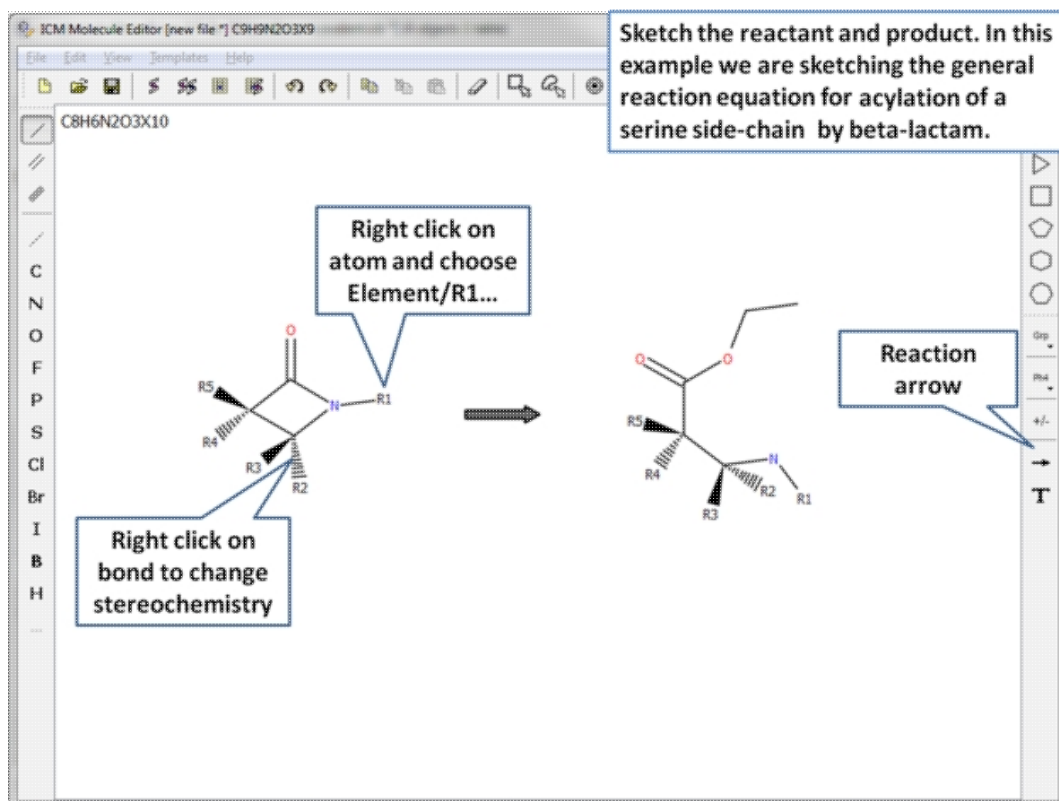 ICM Molecule Editor [new file *] C9H9N2O3X9
File Edit View Templates Help
Sketch the reactant and product. In this
example we are sketching the general
reaction equation for acylation of a
serine side-chain by beta-lactam.
C8H6N2O3X10
C
N
O
F
P
S
Cl
Br
I
B
H
...
Right click on
atom and choose
Element/R1...
O
R5
N
R1
R4
R3
R2
Right click on
bond to change
stereochemistry
O
O
R5
R4
N
R2
R1
R3
Reaction
arrow
Grp
+/-
T